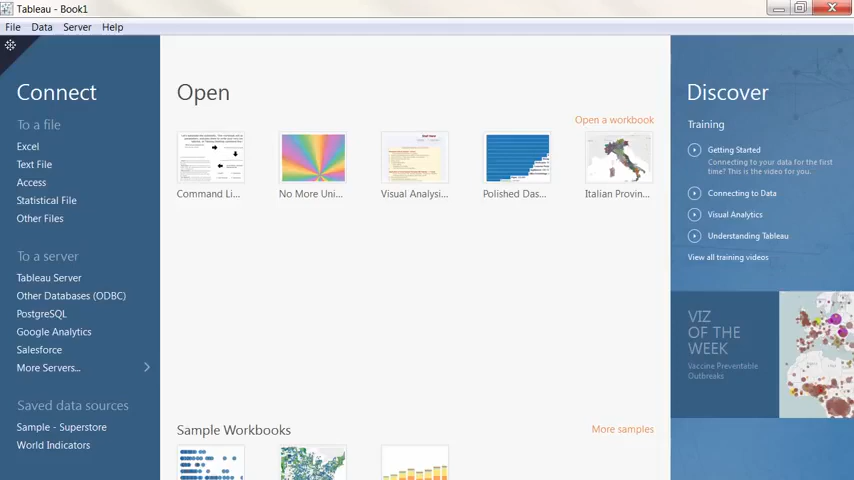 Tableau - Book1
File Data Server Help
Connect
To a file
Excel
Text File
Access
Statistical File
Other Files
To a server
Tableau Server
Other Databases (ODBC)
PostgreSQL
Google Analytics
Salesforce
More Servers...
Saved data sources
Sample - Superstore
World Indicators
Open
Open a workbook
Command Li...
No More Uni...
Visual Analysi...
Polished Das...
Italian Provin...
Sample Workbooks
More samples
Discover
Training
Getting Started
Connecting to your data for the first
time? This is the video for you.
Connecting to Data
Visual Analytics
Understanding Tableau
View all training videos
VIZ
OF THE
WEEK
Vaccine Preventable
Outbreaks